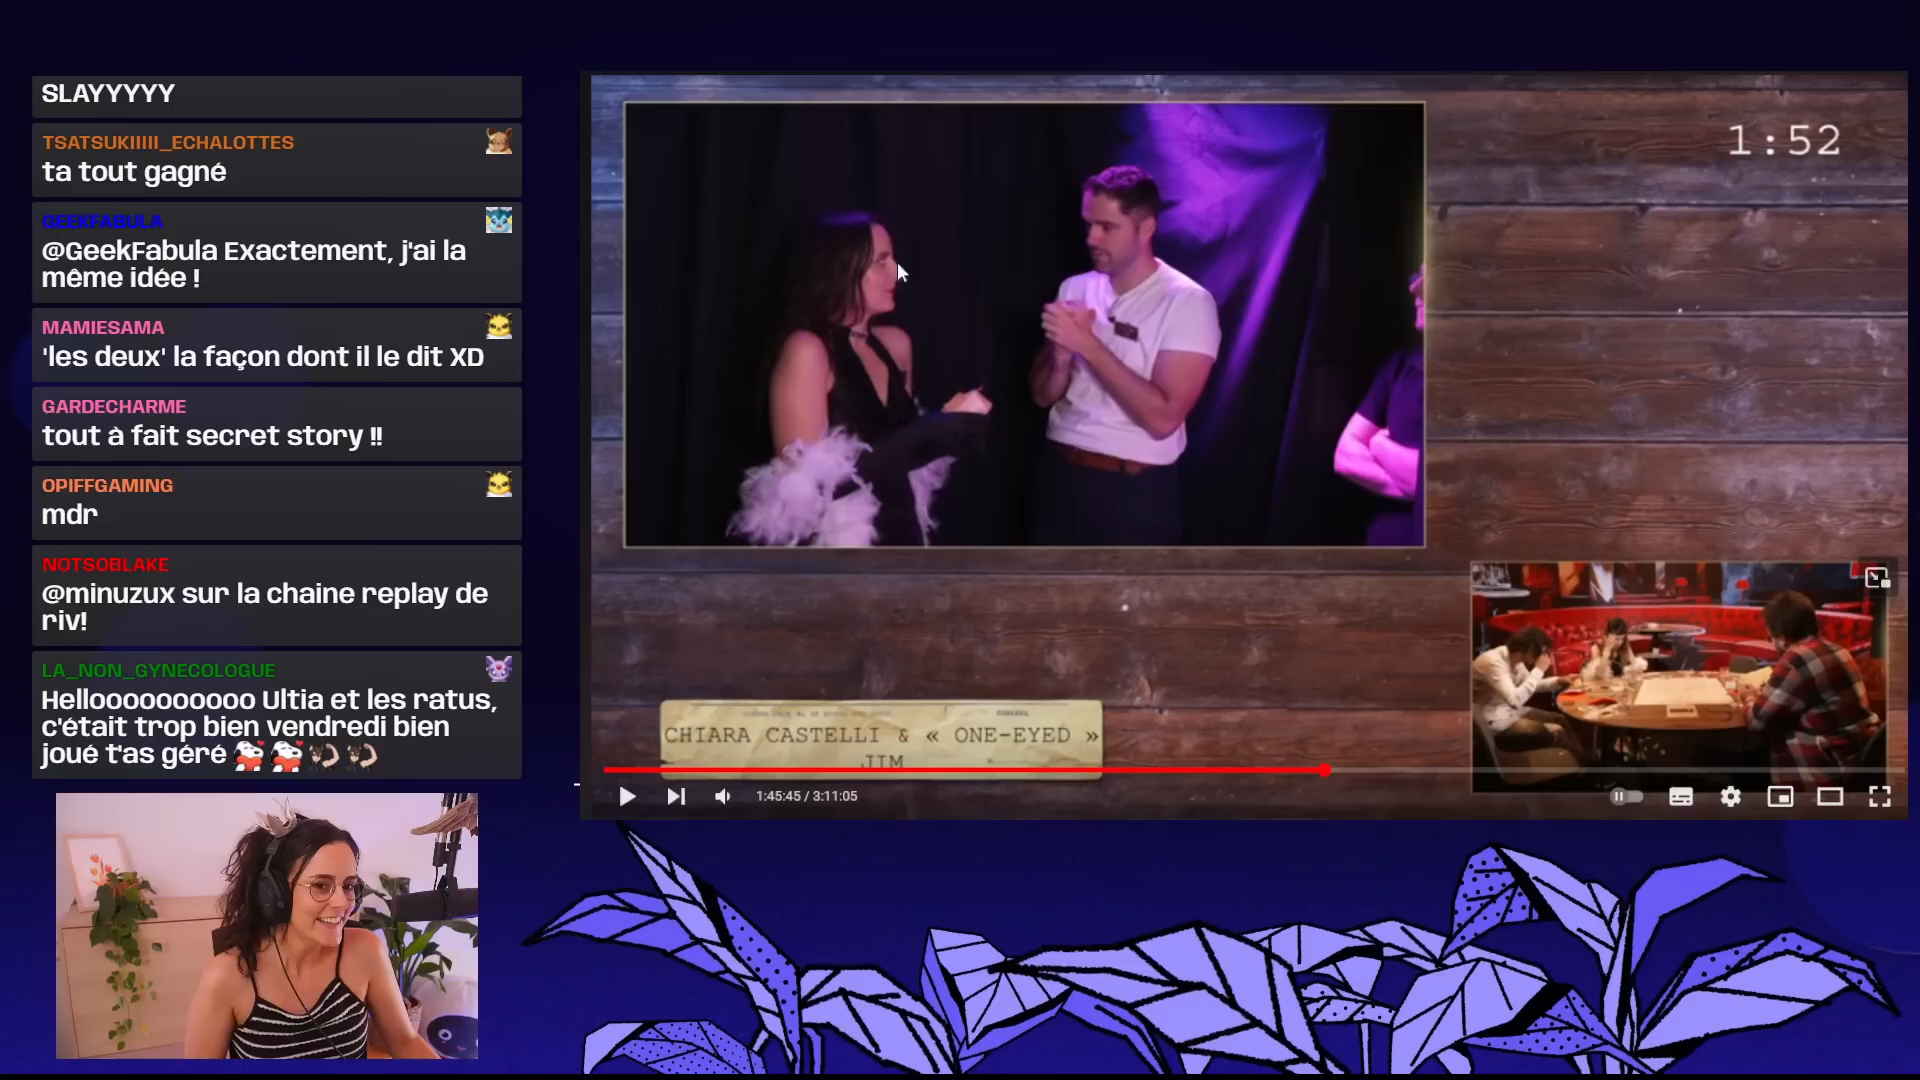 SLAYYYYY
TSATSUKIIIII_ECHALOTTES
ta tout gagné
GEEKFABULA
@GeekFabula Exactement, j'ai la
même idée !
MAMIESAMA
'les deux' la façon dont il le dit XD
GARDECHARME
tout à fait secret story !!
OPIFFGAMING
mdr
NOTSOBLAKE
@minuzux sur la chaine replay de
riv!
LA_NON_GYNECOLOGUE
Helloooooooooo Ultia et les ratus,
c'était trop bien vendredi bien
joué t'as géré
1:52
CHIARA CASTELLI & « ONE-EYED »
JIM
1:45:45 / 3:11:05